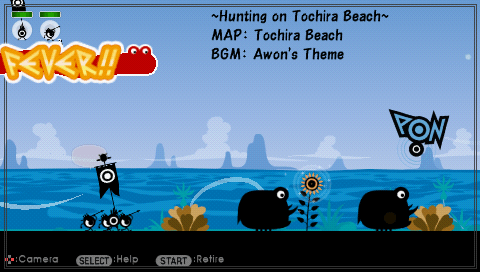 ~Hunting on Tochira Beach~
MAP: Tochira Beach
BGM: Awon's Theme
FEVER!!
PON
:Camera SELECT:Help START:Retire